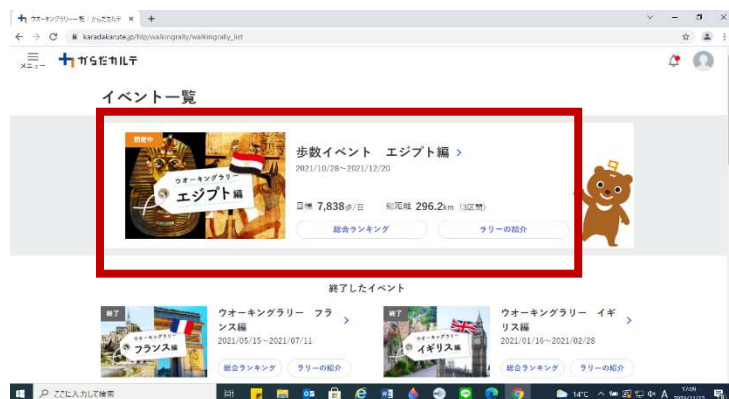 ウオーキングラリー一覧 | からだカルテ
karadakarute.jp/hlp/walkingrally/walkingrally_list
メニュー
からだカルテ
イベント一覧
開催中
ウオーキングラリー
エジプト編
歩数イベント エジプト編 >
2021/10/28~2021/12/20
目標 7,838歩/日 総距離 296.2km (3区間)
総合ランキング
ラリーの紹介
終了したイベント
終了
ウオーキングラリー
フランス編
ウオーキングラリー フランス編 >
2021/05/15~2021/07/11
総合ランキング
ラリーの紹介
終了
ウオーキングラリー
イギリス編
ウオーキングラリー イギリス編 >
2021/01/16~2021/02/28
総合ランキング
ラリーの紹介
ここに入力して検索
14°C
A
17:09
2021/11/12